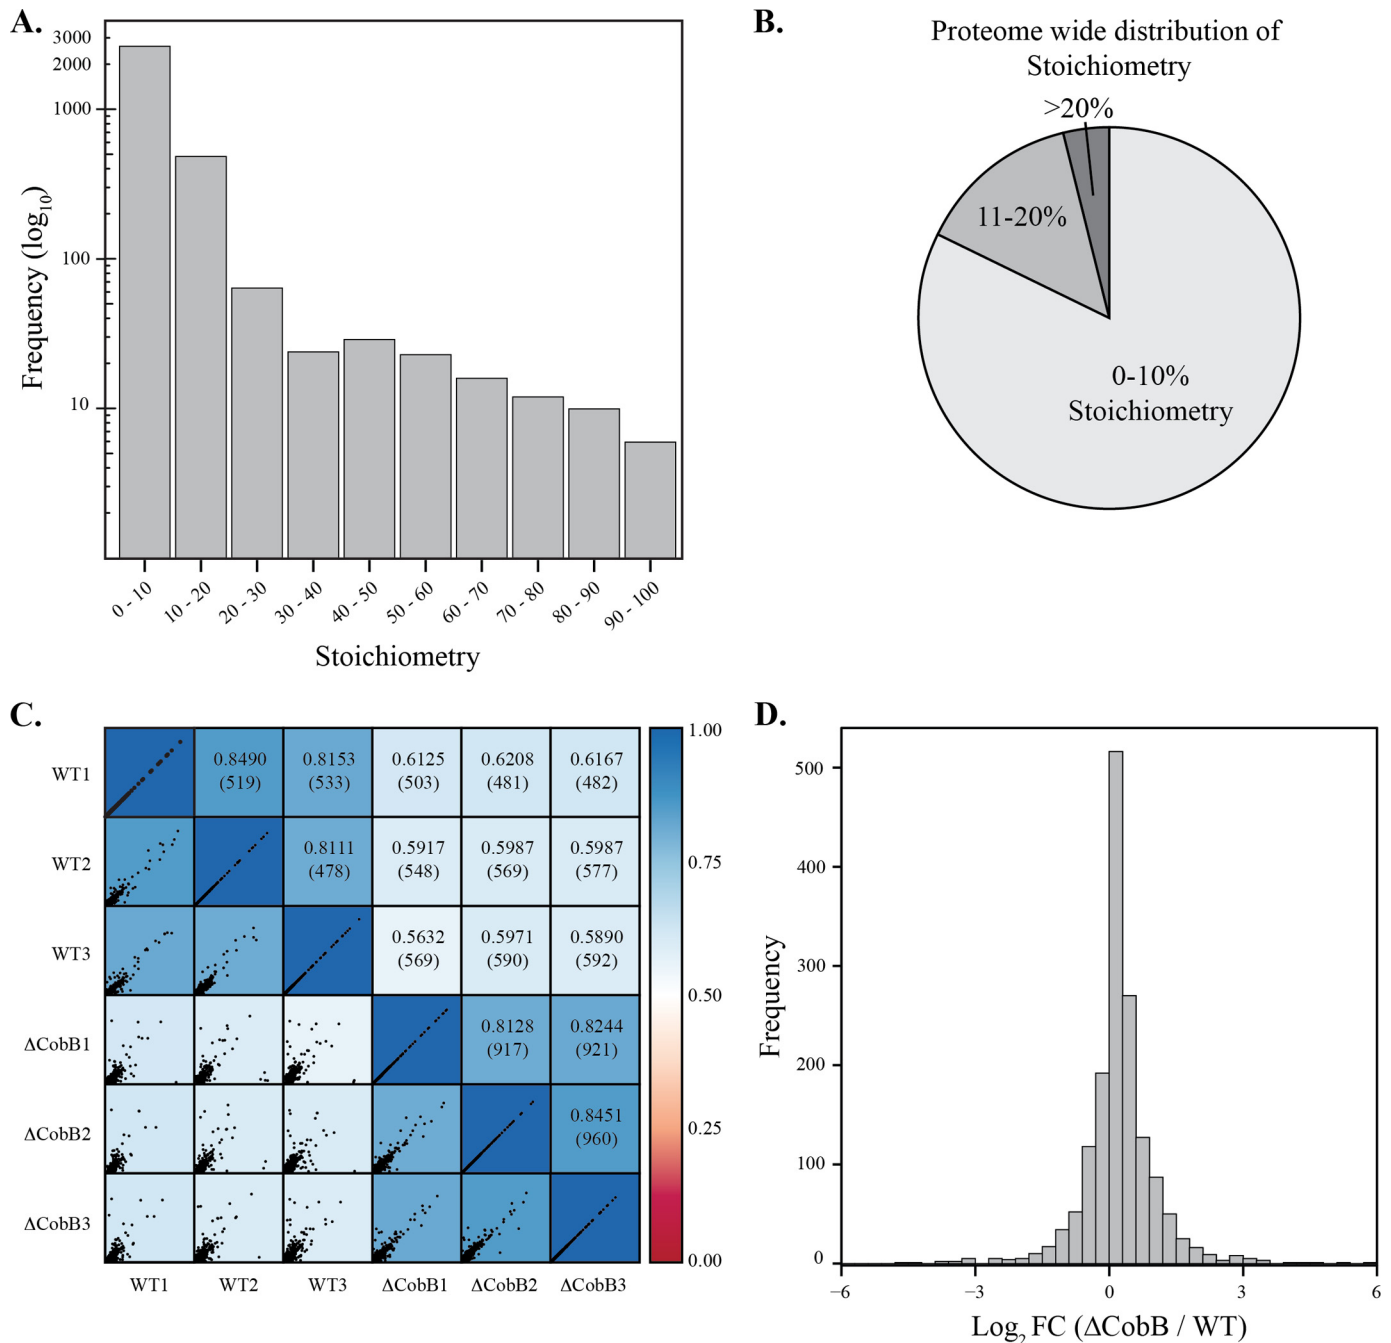 A.
3000
2000
1000
100
10
Frequency (log10)
0 - 10
10 - 20
20 - 30
30 - 40
40 - 50
50 - 60
60 - 70
70 - 80
80 - 90
90 - 100
Stoichiometry
B.
Proteome wide distribution of
Stoichiometry
>20%
11-20%
0-10%
Stoichiometry
C.
WT1
0.8490
(519)
0.8153
(533)
0.6125
(503)
0.6208
(481)
0.6167
(482)
WT2
0.8111
(478)
0.5917
(548)
0.5987
(569)
0.5987
(577)
WT3
0.5632
(569)
0.5971
(590)
0.5890
(592)
ΔCobB1
0.8128
(917)
0.8244
(921)
ΔCobB2
0.8451
(960)
ΔCobB3
WT1
WT2
WT3
ΔCobB1
ΔCobB2
ΔCobB3
1.00
0.75
0.50
0.25
0.00
D.
500
400
300
200
100
0
Frequency
−6
−3
0
3
6
Log2 FC (ΔCobB / WT)